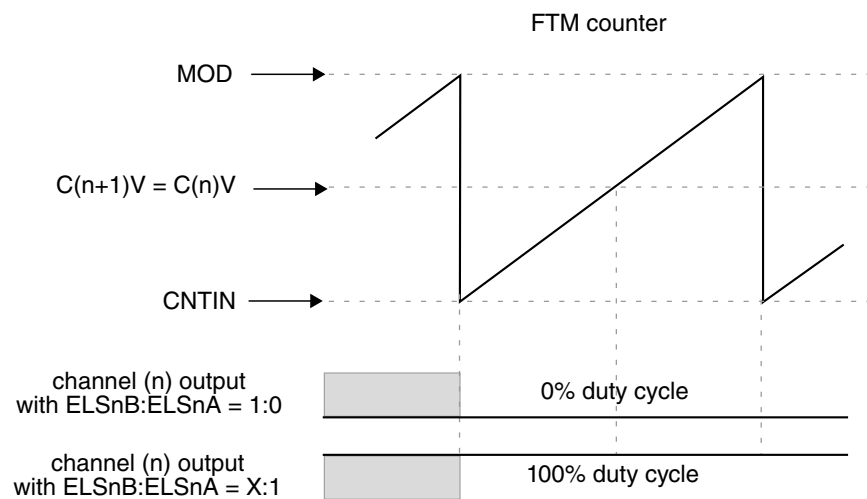 FTM counter
MOD
C(n+1)V = C(n)V
CNTIN
channel (n) output
with ELSnB:ELSnA = 1:0
0% duty cycle
channel (n) output
with ELSnB:ELSnA = X:1
100% duty cycle